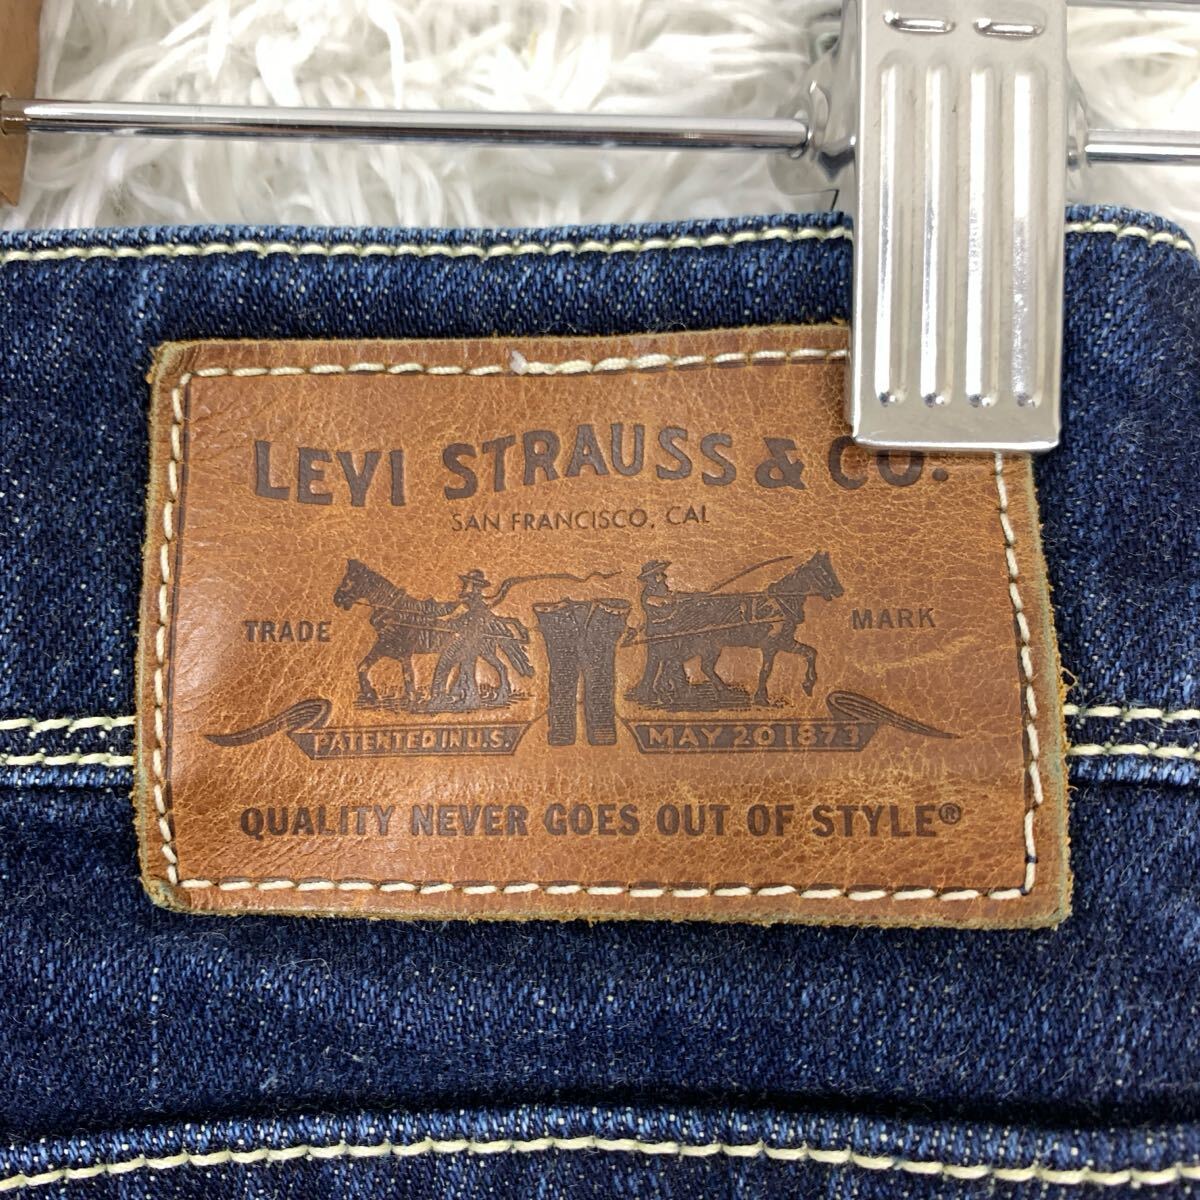 LEVI STRAUSS & CO.
SAN FRANCISCO, CAL
TRADE MARK
PATENTED IN U.S. MAY 20 1873
QUALITY NEVER GOES OUT OF STYLE®